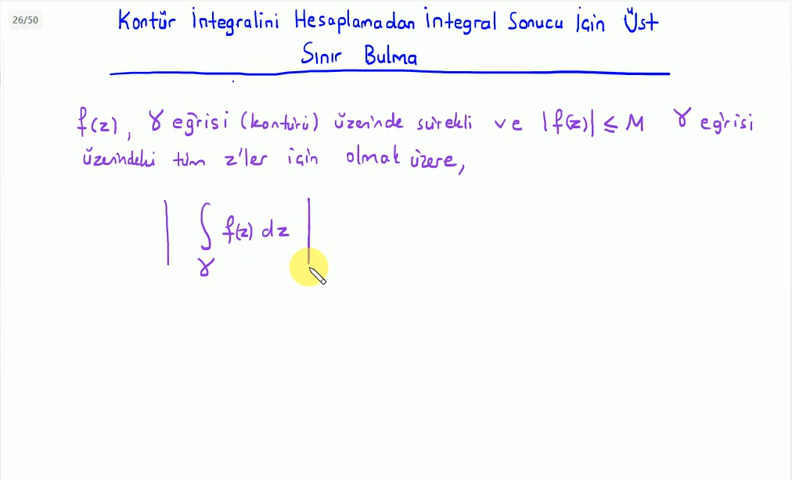 26/50
Kontür İntegralini Hesaplamadan İntegral Sonucu İçin Üst
Sınır Bulma
f(z), γ eğrisi (kontürü) üzerinde sürekli ve |f(z)| ≤ M γ eğrisi
üzerindeki tüm z'ler için olmak üzere,
| ∫γ f(z) dz |